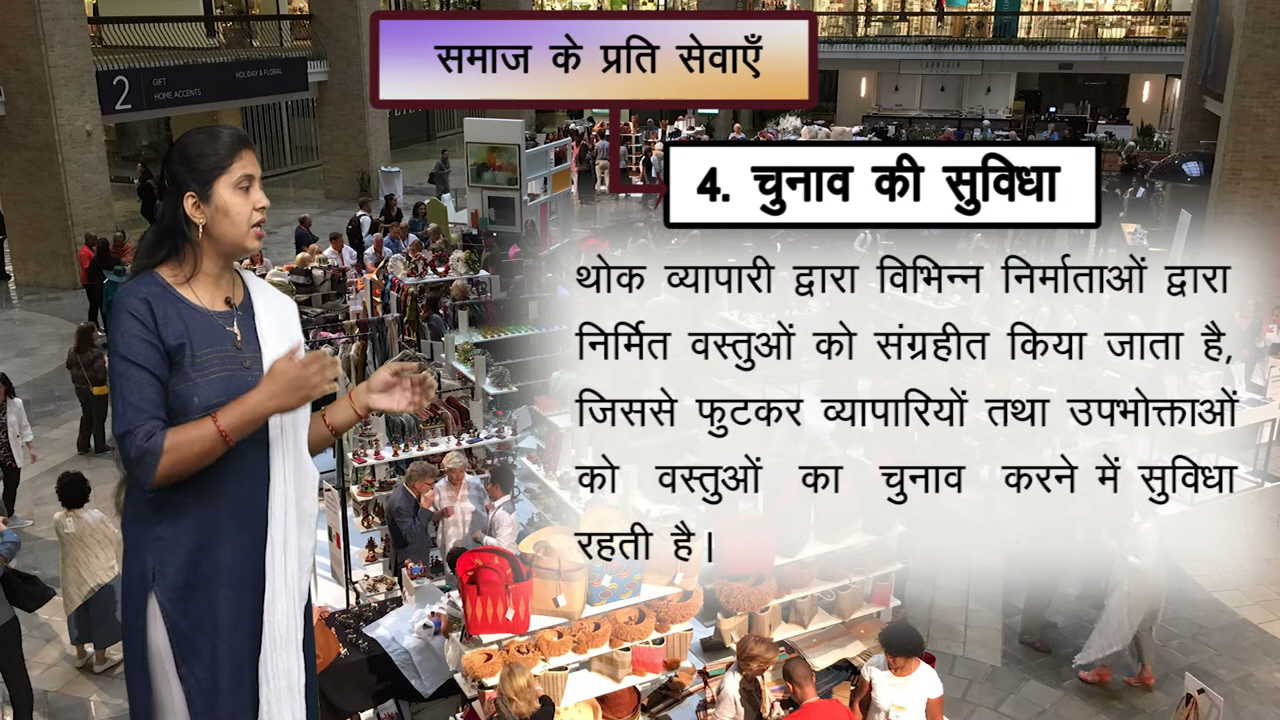 समाज के प्रति सेवाएँ
2
GIFT
HOLIDAY & FLORAL
HOME ACCENTS
4. चुनाव की सुविधा
थोक व्यापारी द्वारा विभिन्न निर्माताओं द्वारा
निर्मित वस्तुओं को संग्रहीत किया जाता है,
जिससे फुटकर व्यापारियों तथा उपभोक्ताओं
को वस्तुओं का चुनाव करने में सुविधा
रहती है।